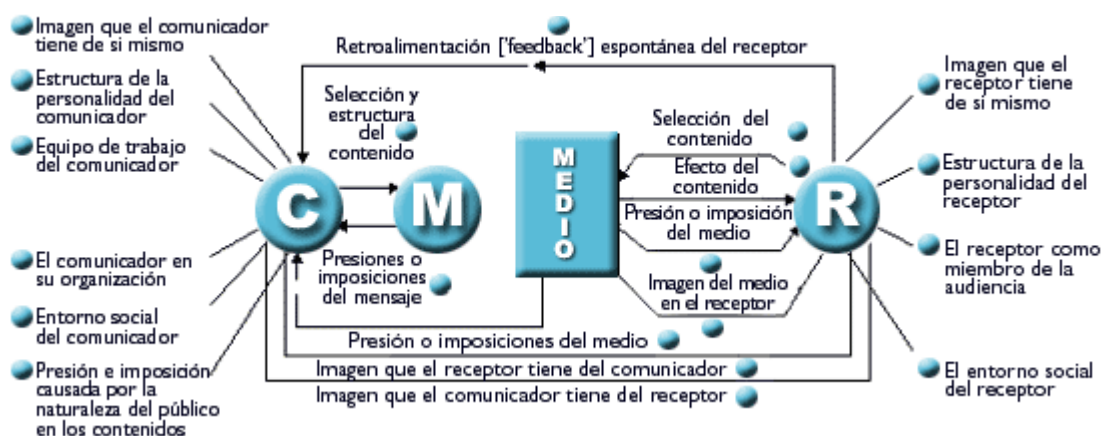 Imagen que el comunicador
tiene de si mismo
Estructura de la
personalidad del
comunicador
Equipo de trabajo
del comunicador
El comunicador en
su organización
Entorno social
del comunicador
Presión e imposición
causada por la
naturaleza del público
en los contenidos
Retroalimentación ['feedback'] espontánea del receptor
Selección y
estructura
del
contenido
C
M
Presiones o
imposiciones
del mensaje
MEDIO
Selección del
contenido
Efecto del
contenido
Presión o imposición
del medio
Imagen del medio
en el receptor
R
Presión o imposiciones del medio
Imagen que el receptor tiene del comunicador
Imagen que el comunicador tiene del receptor
Imagen que el
receptor tiene
de sí mismo
Estructura de la
personalidad del
receptor
El receptor como
miembro de la
audiencia
El entorno social
del receptor